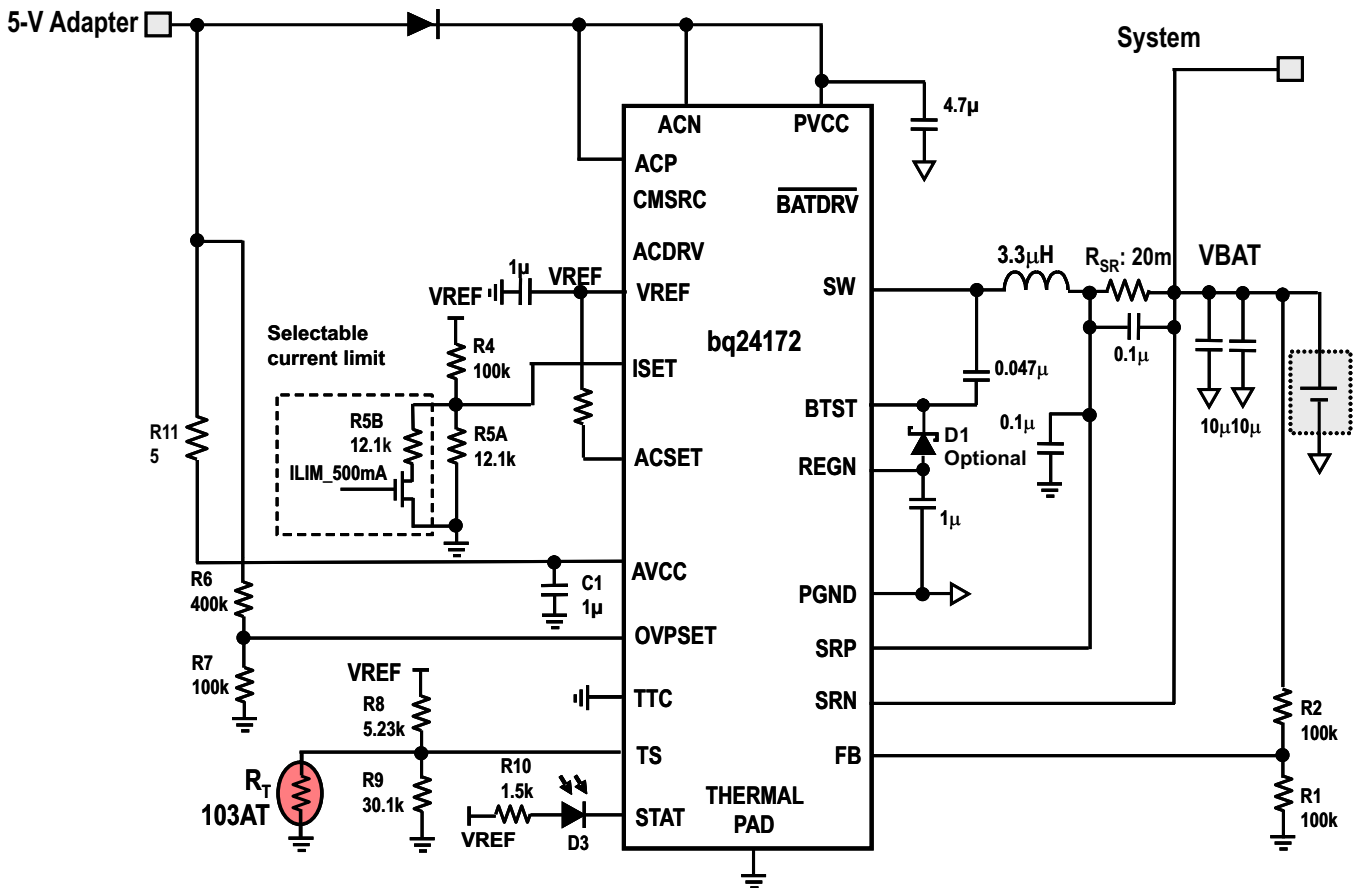 5-V Adapter
System
4.7µ
ACN
PVCC
ACP
CMSRC
BATDRV
ACDRV
1µ
VREF
VREF
VREF
SW
3.3µH
RSR: 20m
VBAT
Selectable
current limit
R4
100k
bq24172
0.1µ
ISET
0.047µ
R5B
12.1k
R5A
12.1k
BTST
0.1µ
10µ
10µ
D1
Optional
R11
5
ACSET
REGN
ILIM_500mA
1µ
AVCC
C1
1µ
R6
400k
PGND
OVPSET
SRP
R7
100k
VREF
TTC
SRN
R8
5.23k
R2
100k
TS
FB
RT
103AT
R9
30.1k
R10
1.5k
THERMAL
PAD
R1
100k
STAT
VREF
D3